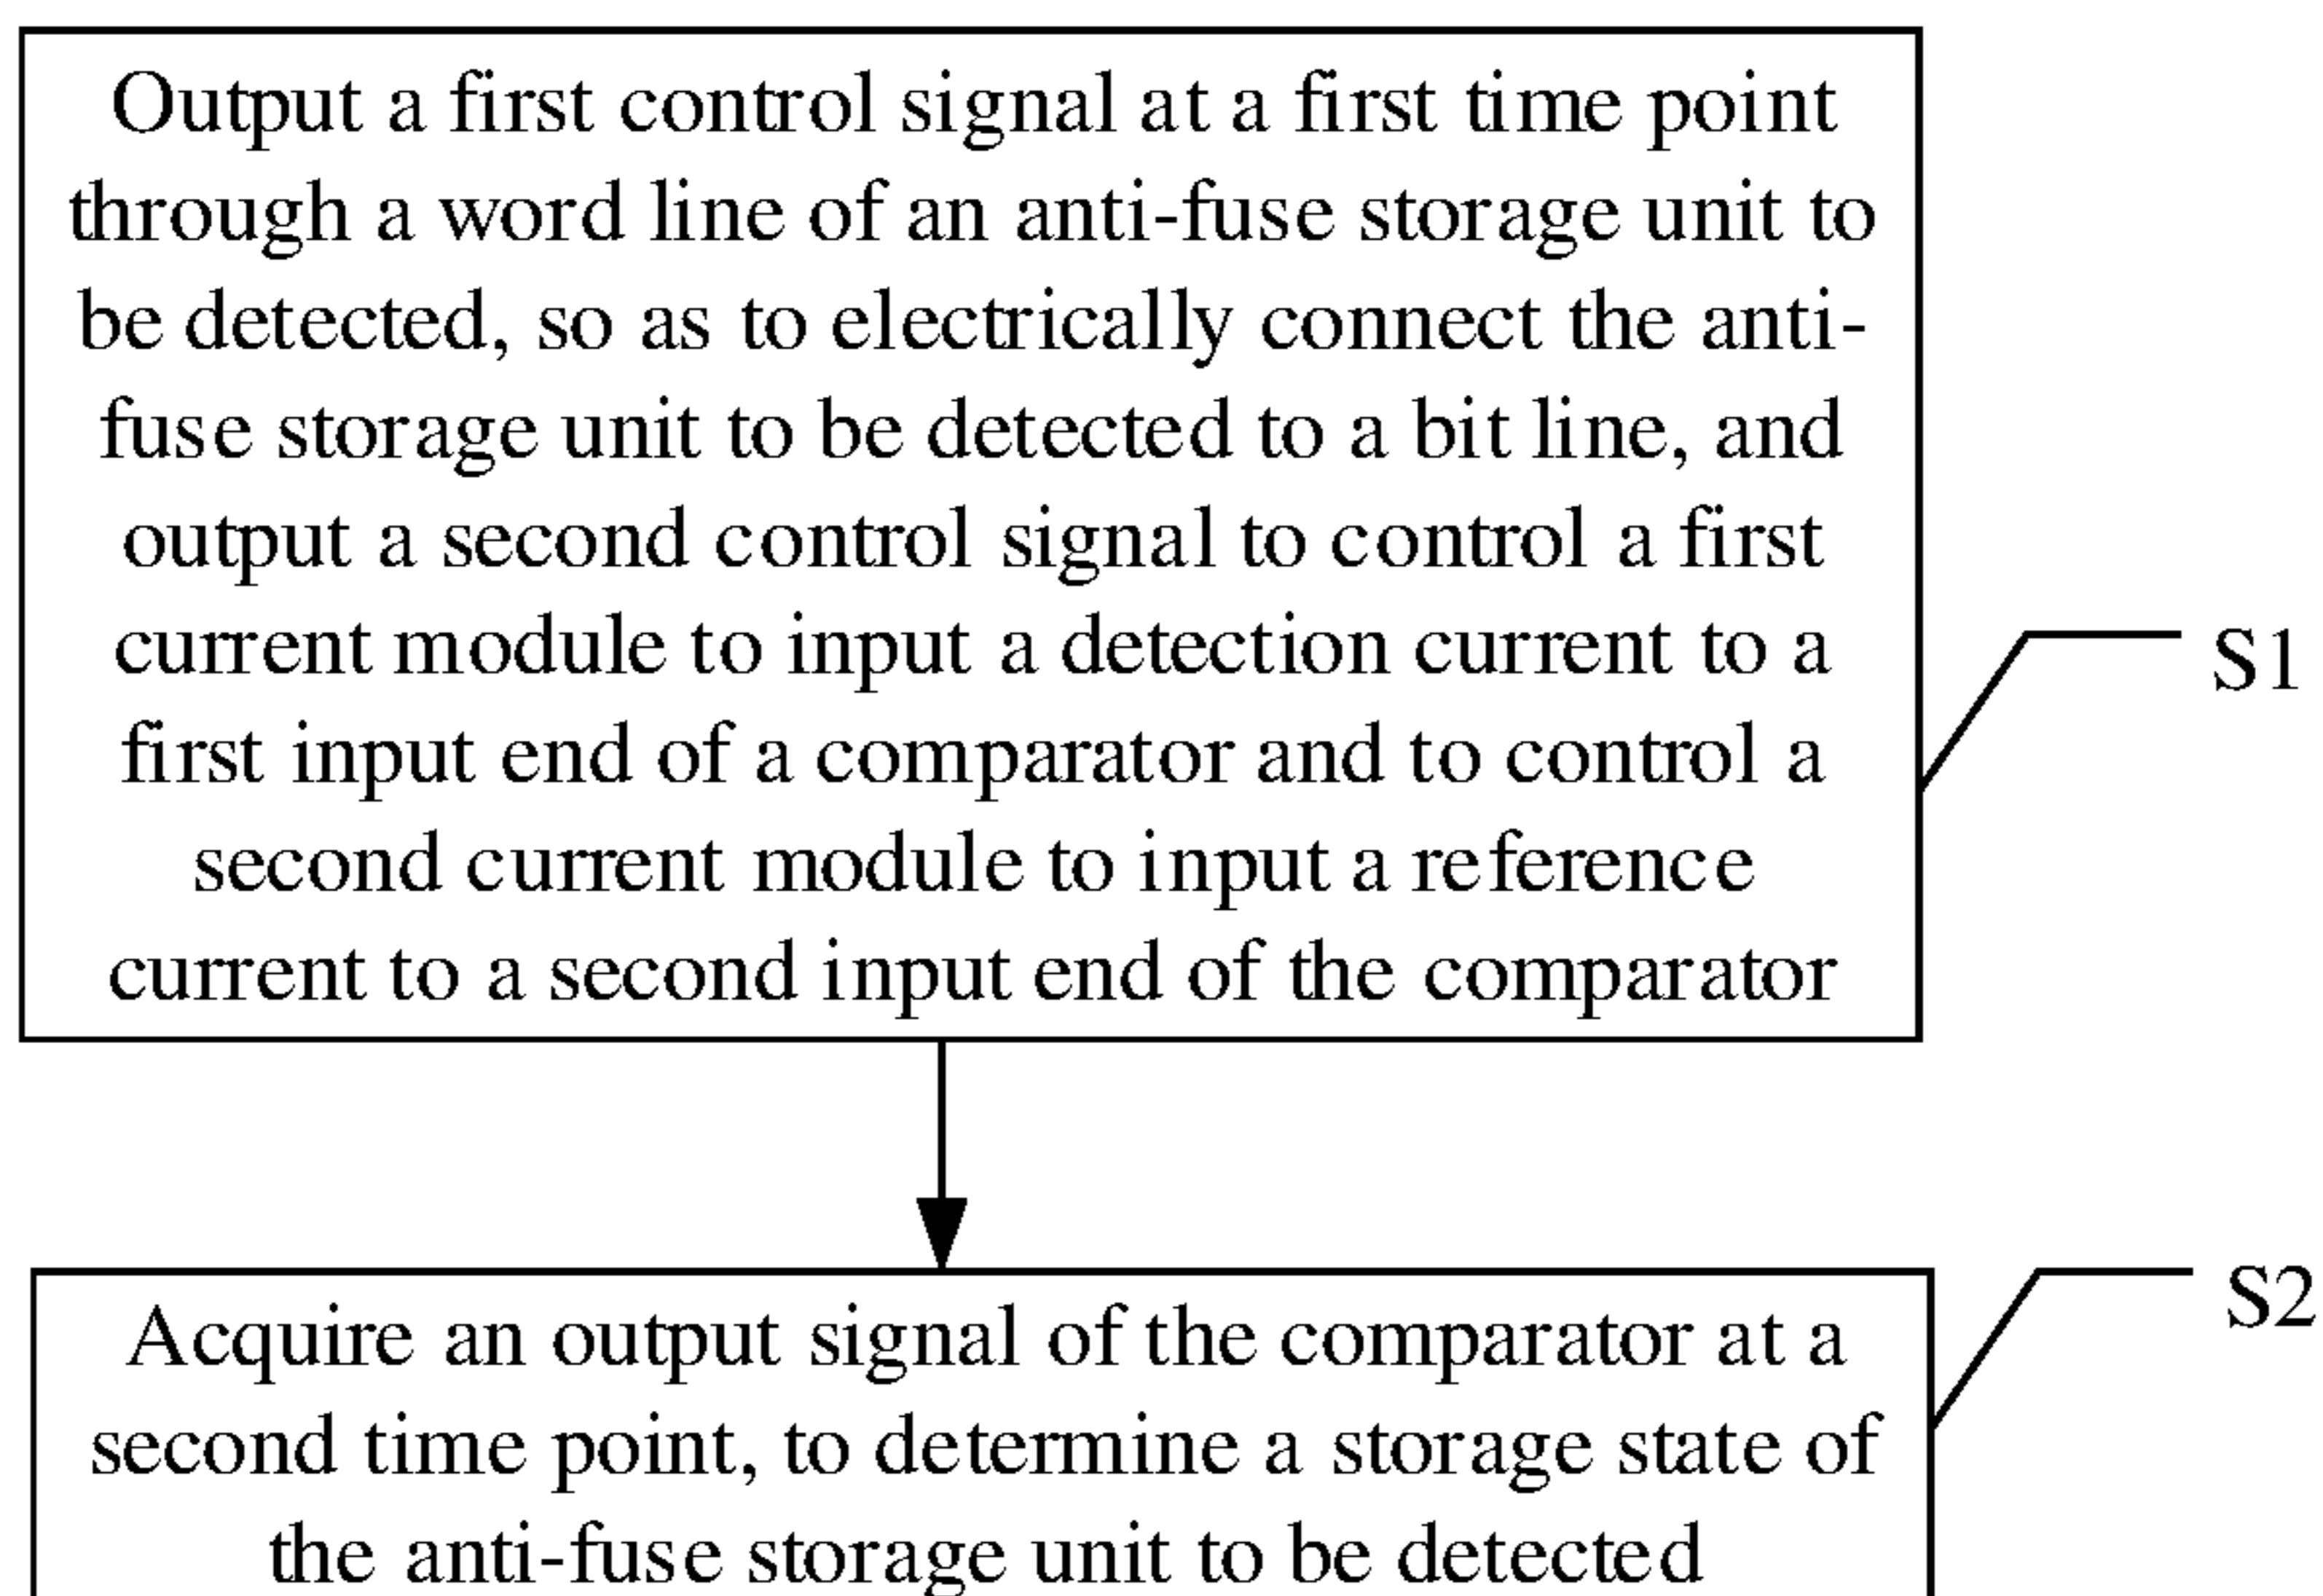 Output a first control signal at a first time point
through a word line of an anti-fuse storage unit to
be detected, so as to electrically connect the anti-
fuse storage unit to be detected to a bit line, and
output a second control signal to control a first
current module to input a detection current to a
first input end of a comparator and to control a
second current module to input a reference
current to a second input end of the comparator
S1
Acquire an output signal of the comparator at a
second time point, to determine a storage state of
the anti-fuse storage unit to be detected
S2